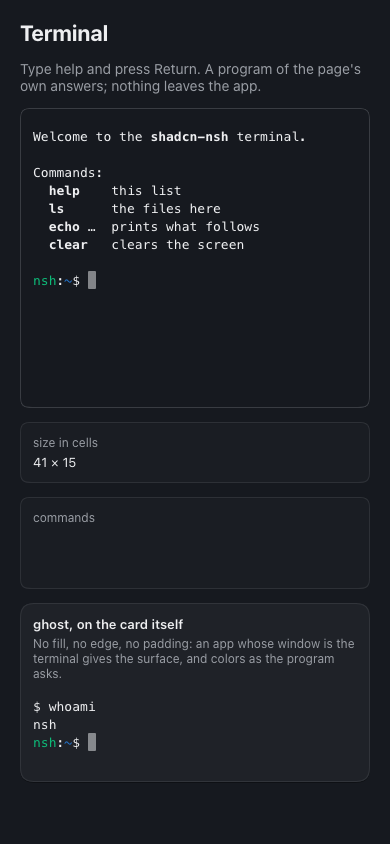 Terminal
Type help and press Return. A program of the page's
own answers; nothing leaves the app.
Welcome to the shadcn-nsh terminal.
Commands:
help    this list
ls      the files here
echo …  prints what follows
clear   clears the screen
nsh:~$
size in cells
41 × 15
commands
ghost, on the card itself
No fill, no edge, no padding: an app whose window is the
terminal gives the surface, and colors as the program
asks.
$ whoami
nsh
nsh:~$